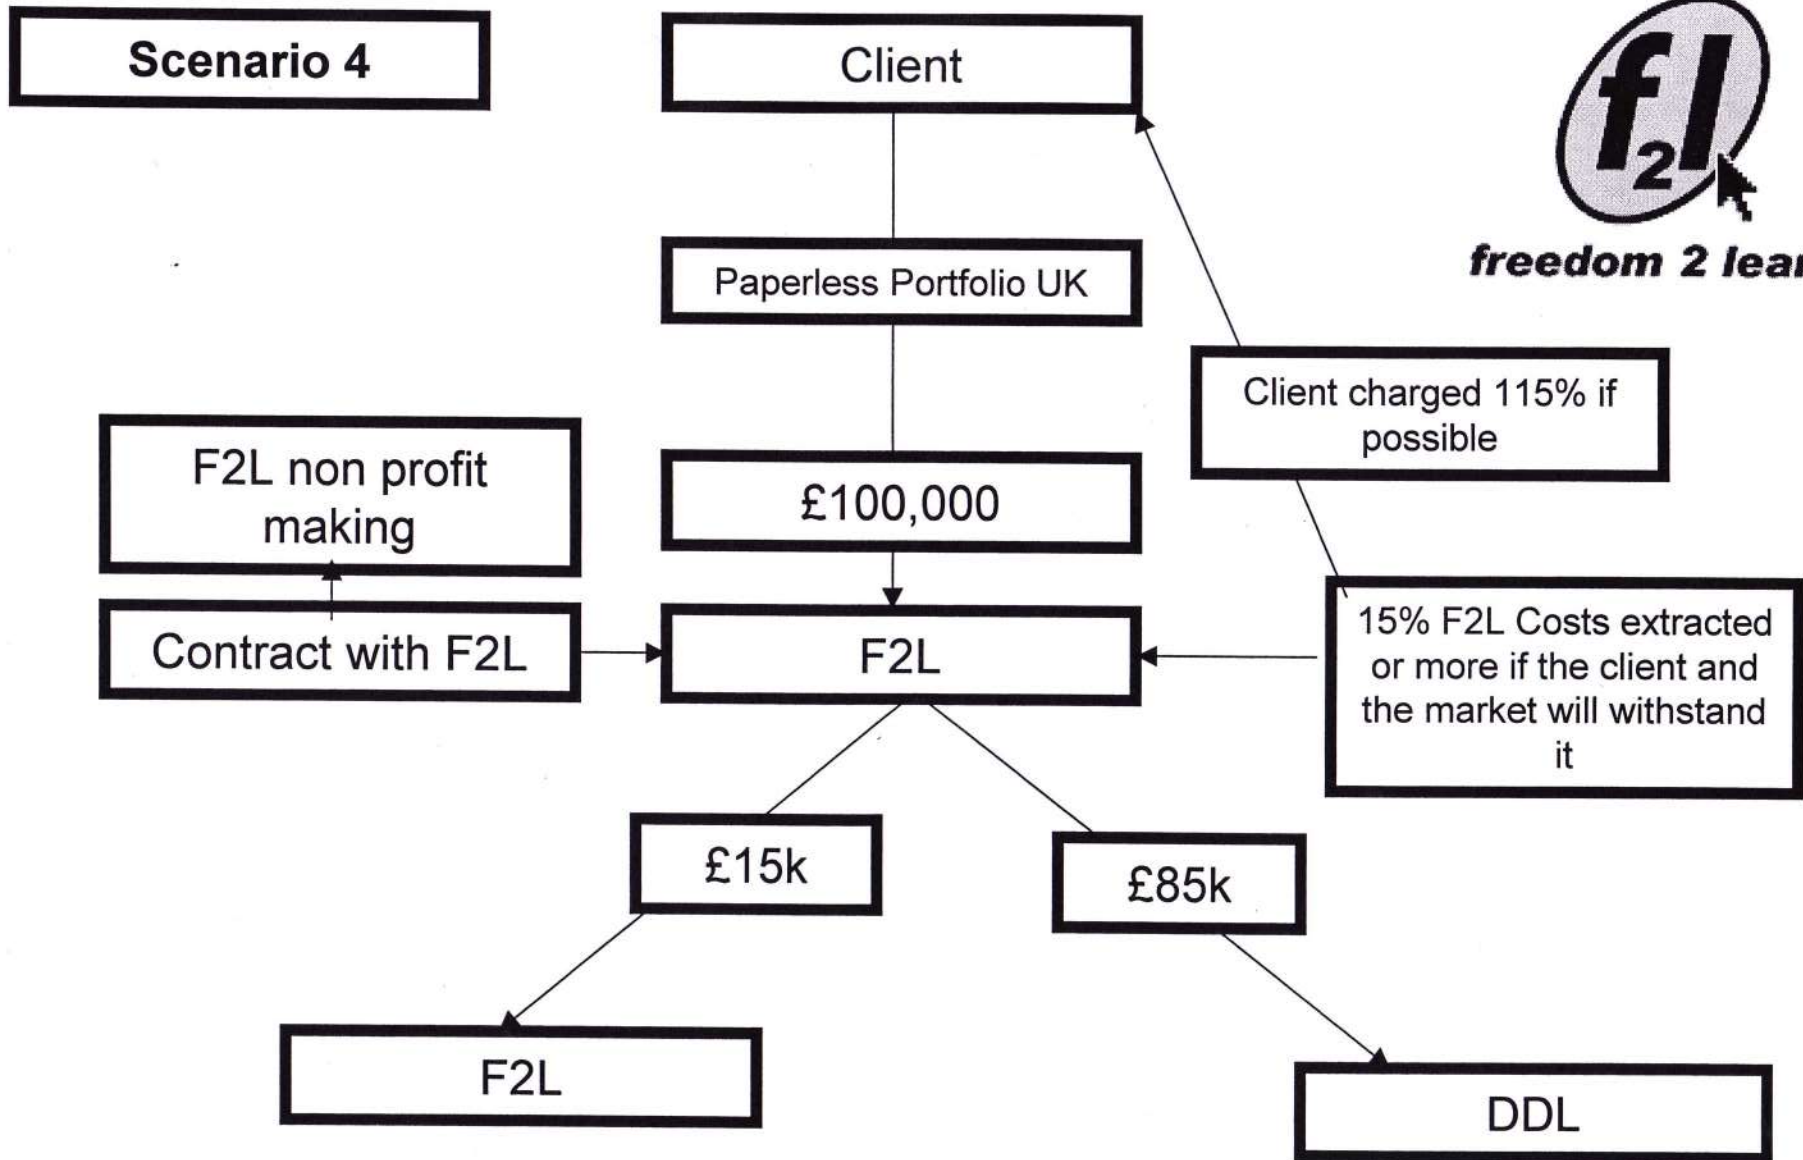 Scenario 4
Client
f2l
freedom 2 lear
Paperless Portfolio UK
Client charged 115% if
possible
F2L non profit
making
£100,000
Contract with F2L
F2L
15% F2L Costs extracted
or more if the client and
the market will withstand
it
£15k
£85k
F2L
DDL